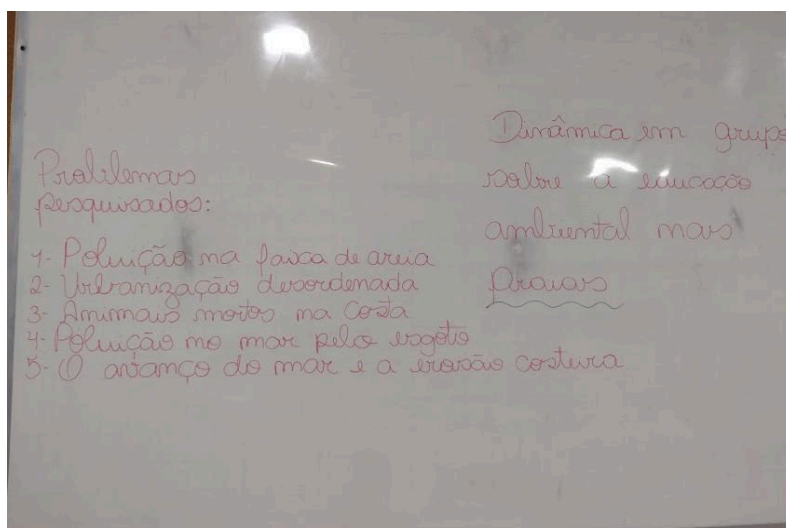 Problemas
pesquisados:
1- Poluição na faixa de areia
2- Urbanização desordenada
3- Animais mortos na Costa
4- Poluição no mar pelo esgoto
5- O avanço do mar e a erosão costeira
Dinâmica em grupo
sobre a educação
ambiental nas
praias